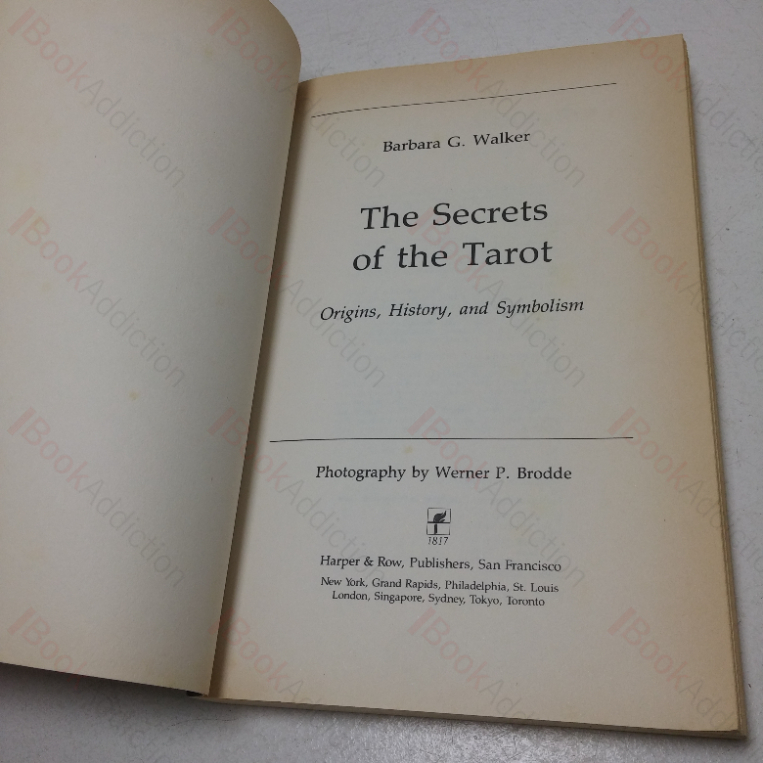 Barbara G. Walker
The Secrets
of the Tarot
Origins, History, and Symbolism
Photography by Werner P. Brodde
1817
Harper & Row, Publishers, San Francisco
New York, Grand Rapids, Philadelphia, St. Louis
London, Singapore, Sydney, Tokyo, Toronto
BookAddiction